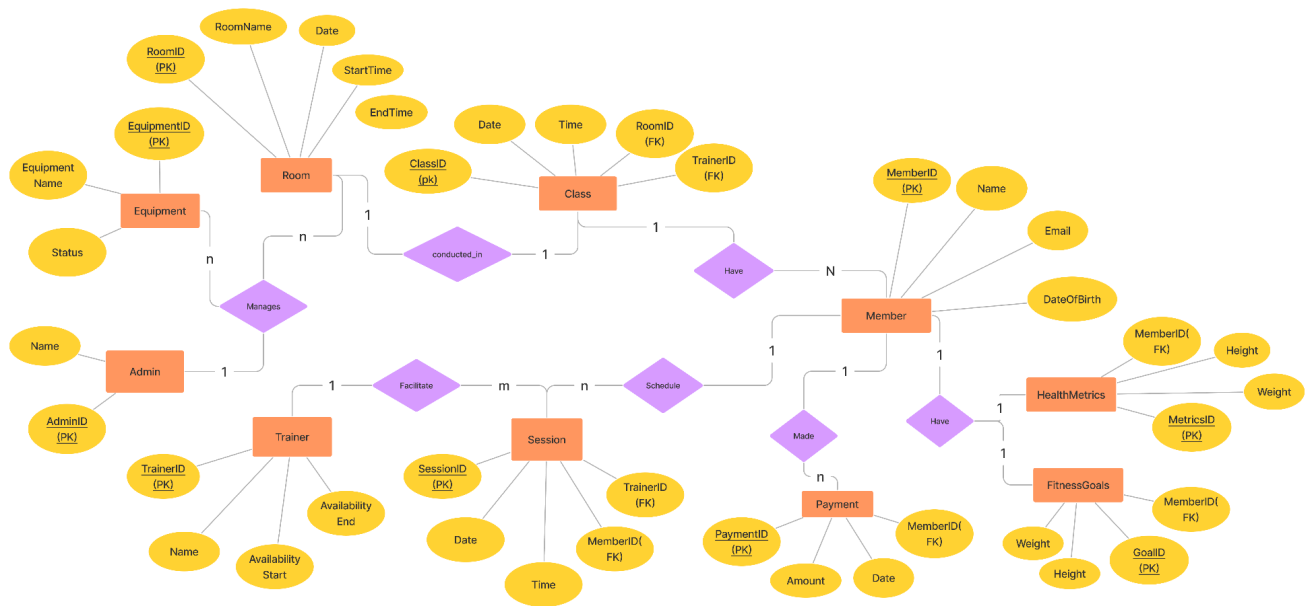 RoomName
Date
RoomID
(PK)
StartTime
EndTime
EquipmentID
(PK)
Equipment
Name
Status
Equipment
Room
Date
Time
RoomID
(FK)
TrainerID
(FK)
ClassID
(pk)
Class
1
n
n
conducted_in
1
1
Have
N
Manages
MemberID
(PK)
Name
Email
DateOfBirth
Member
Name
Admin
AdminID
(PK)
1
1
Facilitate
m
n
Schedule
1
1
1
Made
n
Have
1
1
MemberID(
FK)
Height
Weight
HealthMetrics
MetricsID
(PK)
Trainer
TrainerID
(PK)
Name
Availability
Start
Availability
End
Session
SessionID
(PK)
Date
Time
MemberID(
FK)
TrainerID
(FK)
Payment
PaymentID
(PK)
Amount
Date
MemberID(
FK)
FitnessGoals
Weight
Height
GoalID
(PK)
MemberID(
FK)